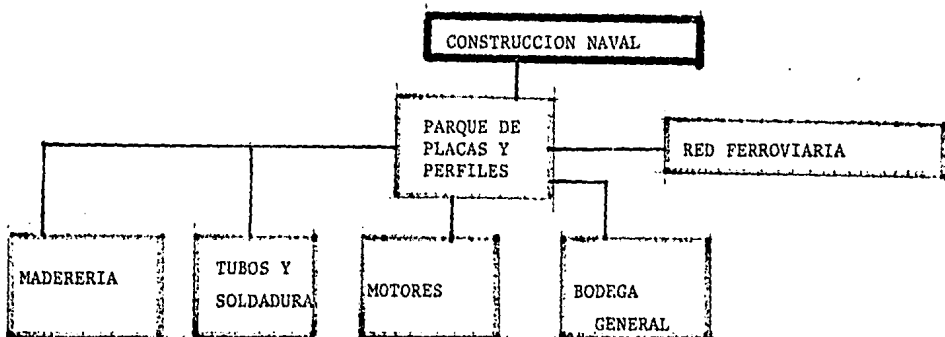 CONSTRUCCION NAVAL
PARQUE DE
PLACAS Y
PERFILES
RED FERROVIARIA
MADERERIA
TUBOS Y
SOLDADURA
MOTORES
BODEGA
GENERAL